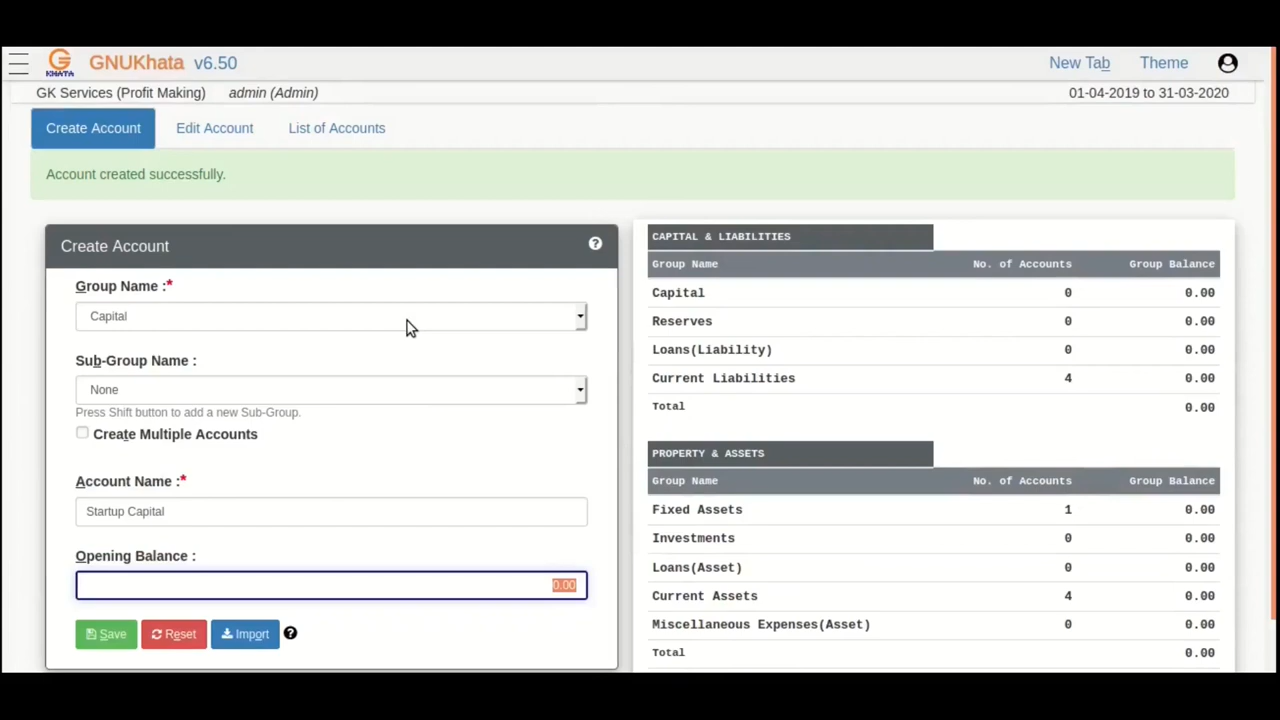 GNUKhata v6.50 New Tab Theme
KHATA
GK Services (Profit Making) admin (Admin) 01-04-2019 to 31-03-2020
Create Account Edit Account List of Accounts
Account created successfully.
Create Account ?
Group Name :*
Capital
Sub-Group Name :
None
Press Shift button to add a new Sub-Group.
Create Multiple Accounts
Account Name :*
Startup Capital
Opening Balance :
0.00
Save Reset Import ?
CAPITAL & LIABILITIES
Group Name No. of Accounts Group Balance
Capital 0 0.00
Reserves 0 0.00
Loans(Liability) 0 0.00
Current Liabilities 4 0.00
Total 0.00
PROPERTY & ASSETS
Group Name No. of Accounts Group Balance
Fixed Assets 1 0.00
Investments 0 0.00
Loans(Asset) 0 0.00
Current Assets 4 0.00
Miscellaneous Expenses(Asset) 0 0.00
Total 0.00